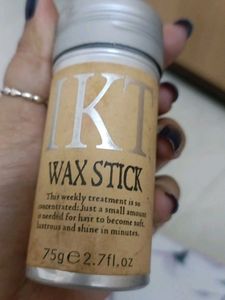 IKT
WAX STICK
This weekly treatment is so
concentrated: Just a small amount
is needed for hair to become soft,
lustrous and shine in minutes.
75g℮2.7fl.oz